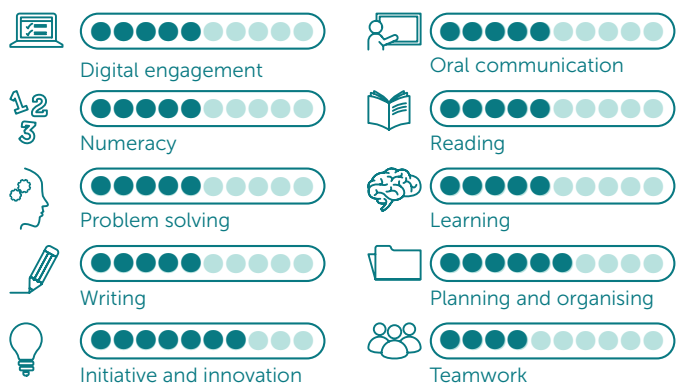 Digital engagement
Oral communication
1 2
3
Numeracy
Reading
Problem solving
Learning
Writing
Planning and organising
Initiative and innovation
Teamwork